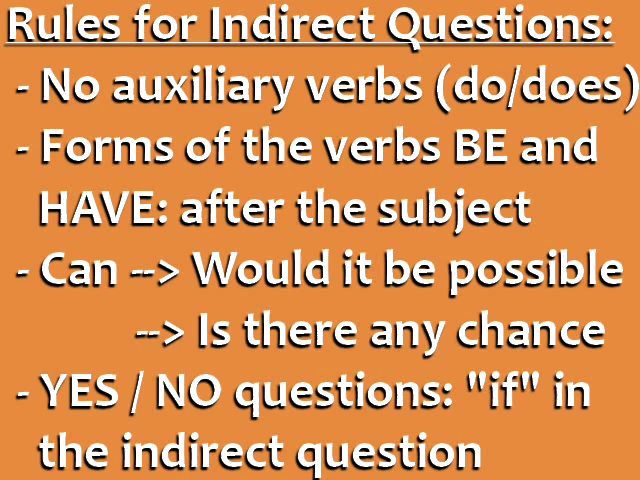 Rules for Indirect Questions:
- No auxiliary verbs (do/does)
- Forms of the verbs BE and
HAVE: after the subject
- Can --> Would it be possible
--> Is there any chance
- YES / NO questions: "if" in
the indirect question